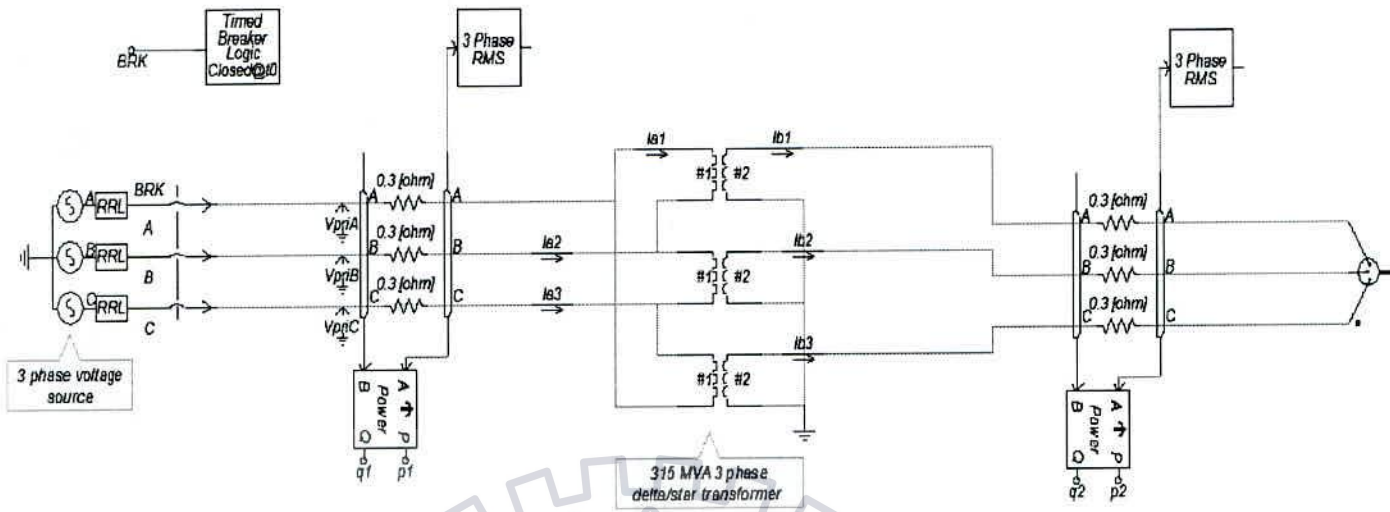 Timed
Breaker
Logic
Closed@t0
BRK
3 Phase
RMS
3 Phase
RMS
Ia1
Ib1
#1
#2
BRK
A
RRL
A
VpriA
A
0.3 [ohm]
A
B
RRL
B
VpriB
B
0.3 [ohm]
B
Ia2
C
RRL
C
VpriC
C
0.3 [ohm]
C
Ia3
Ib2
#1
#2
Ib3
#1
#2
A
0.3 [ohm]
A
B
0.3 [ohm]
B
C
0.3 [ohm]
C
3 phase voltage
source
A
B
Power
P
Q
q1
p1
315 MVA 3 phase
delta/star transformer
A
B
Power
P
Q
q2
p2